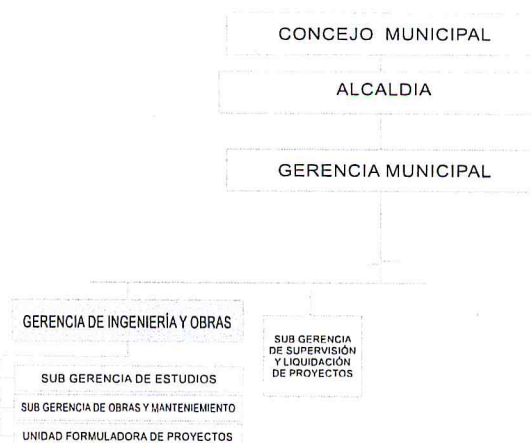 CONCEJO MUNICIPAL
ALCALDIA
GERENCIA MUNICIPAL
GERENCIA DE INGENIERÍA Y OBRAS
SUB GERENCIA
DE SUPERVISIÓN
Y LIQUIDACIÓN
DE PROYECTOS
SUB GERENCIA DE ESTUDIOS
SUB GERENCIA DE OBRAS Y MANTENIEMIENTO
UNIDAD FORMULADORA DE PROYECTOS